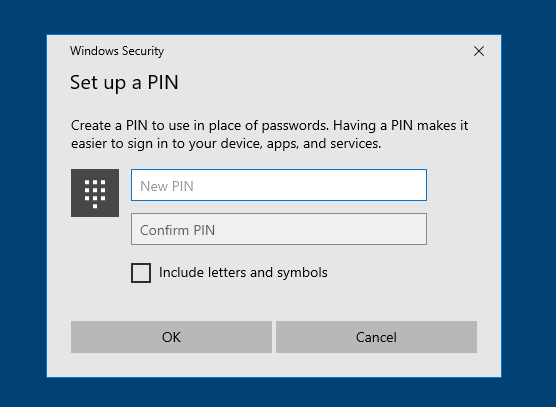 Windows Security
Set up a PIN
Create a PIN to use in place of passwords. Having a PIN makes it
easier to sign in to your device, apps, and services.
New PIN
Confirm PIN
Include letters and symbols
OK
Cancel